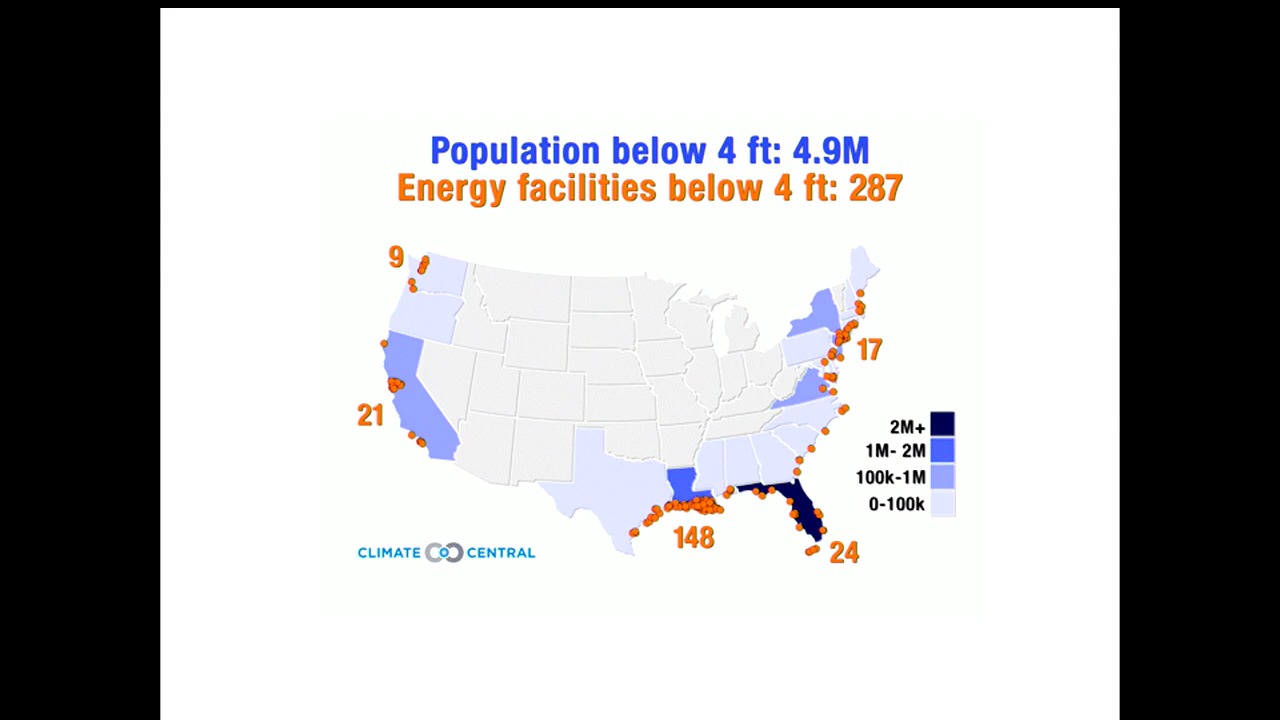 Population below 4 ft: 4.9M
Energy facilities below 4 ft: 287
9
17
21
2M+
1M- 2M
100k-1M
0-100k
148
24
CLIMATE CENTRAL